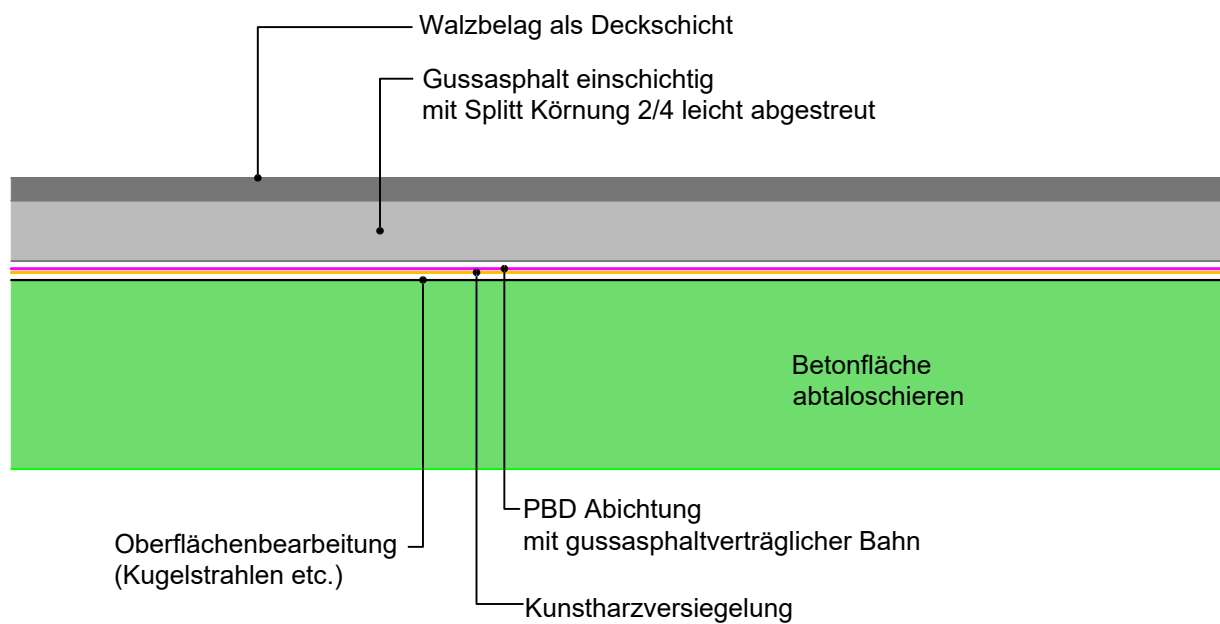 Walzbelag als Deckschicht
Gussasphalt einschichtig
mit Splitt Körnung 2/4 leicht abgestreut
Betonfläche
abtaloschieren
PBD Abichtung
mit gussasphaltverträglicher Bahn
Oberflächenbearbeitung
(Kugelstrahlen etc.)
Kunstharzversiegelung